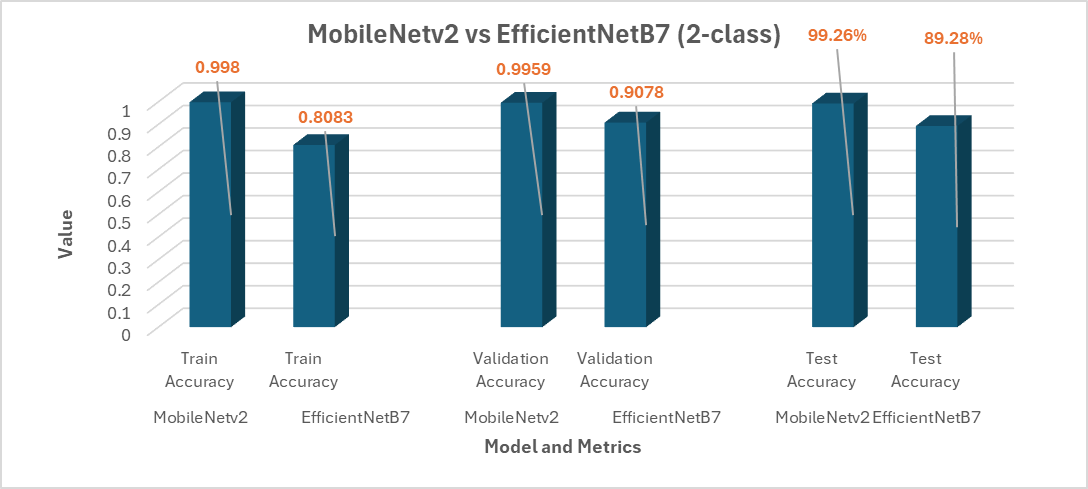 MobileNetv2 vs EfficientNetB7 (2-class)
99.26%
89.28%
0.998
0.8083
0.9959
0.9078
1
0.9
0.8
0.7
0.6
0.5
0.4
0.3
0.2
0.1
0
Value
Train Accuracy
Train Accuracy
Validation Accuracy
Validation Accuracy
Test Accuracy
Test Accuracy
MobileNetv2
EfficientNetB7
MobileNetv2
EfficientNetB7
MobileNetv2
EfficientNetB7
Model and Metrics